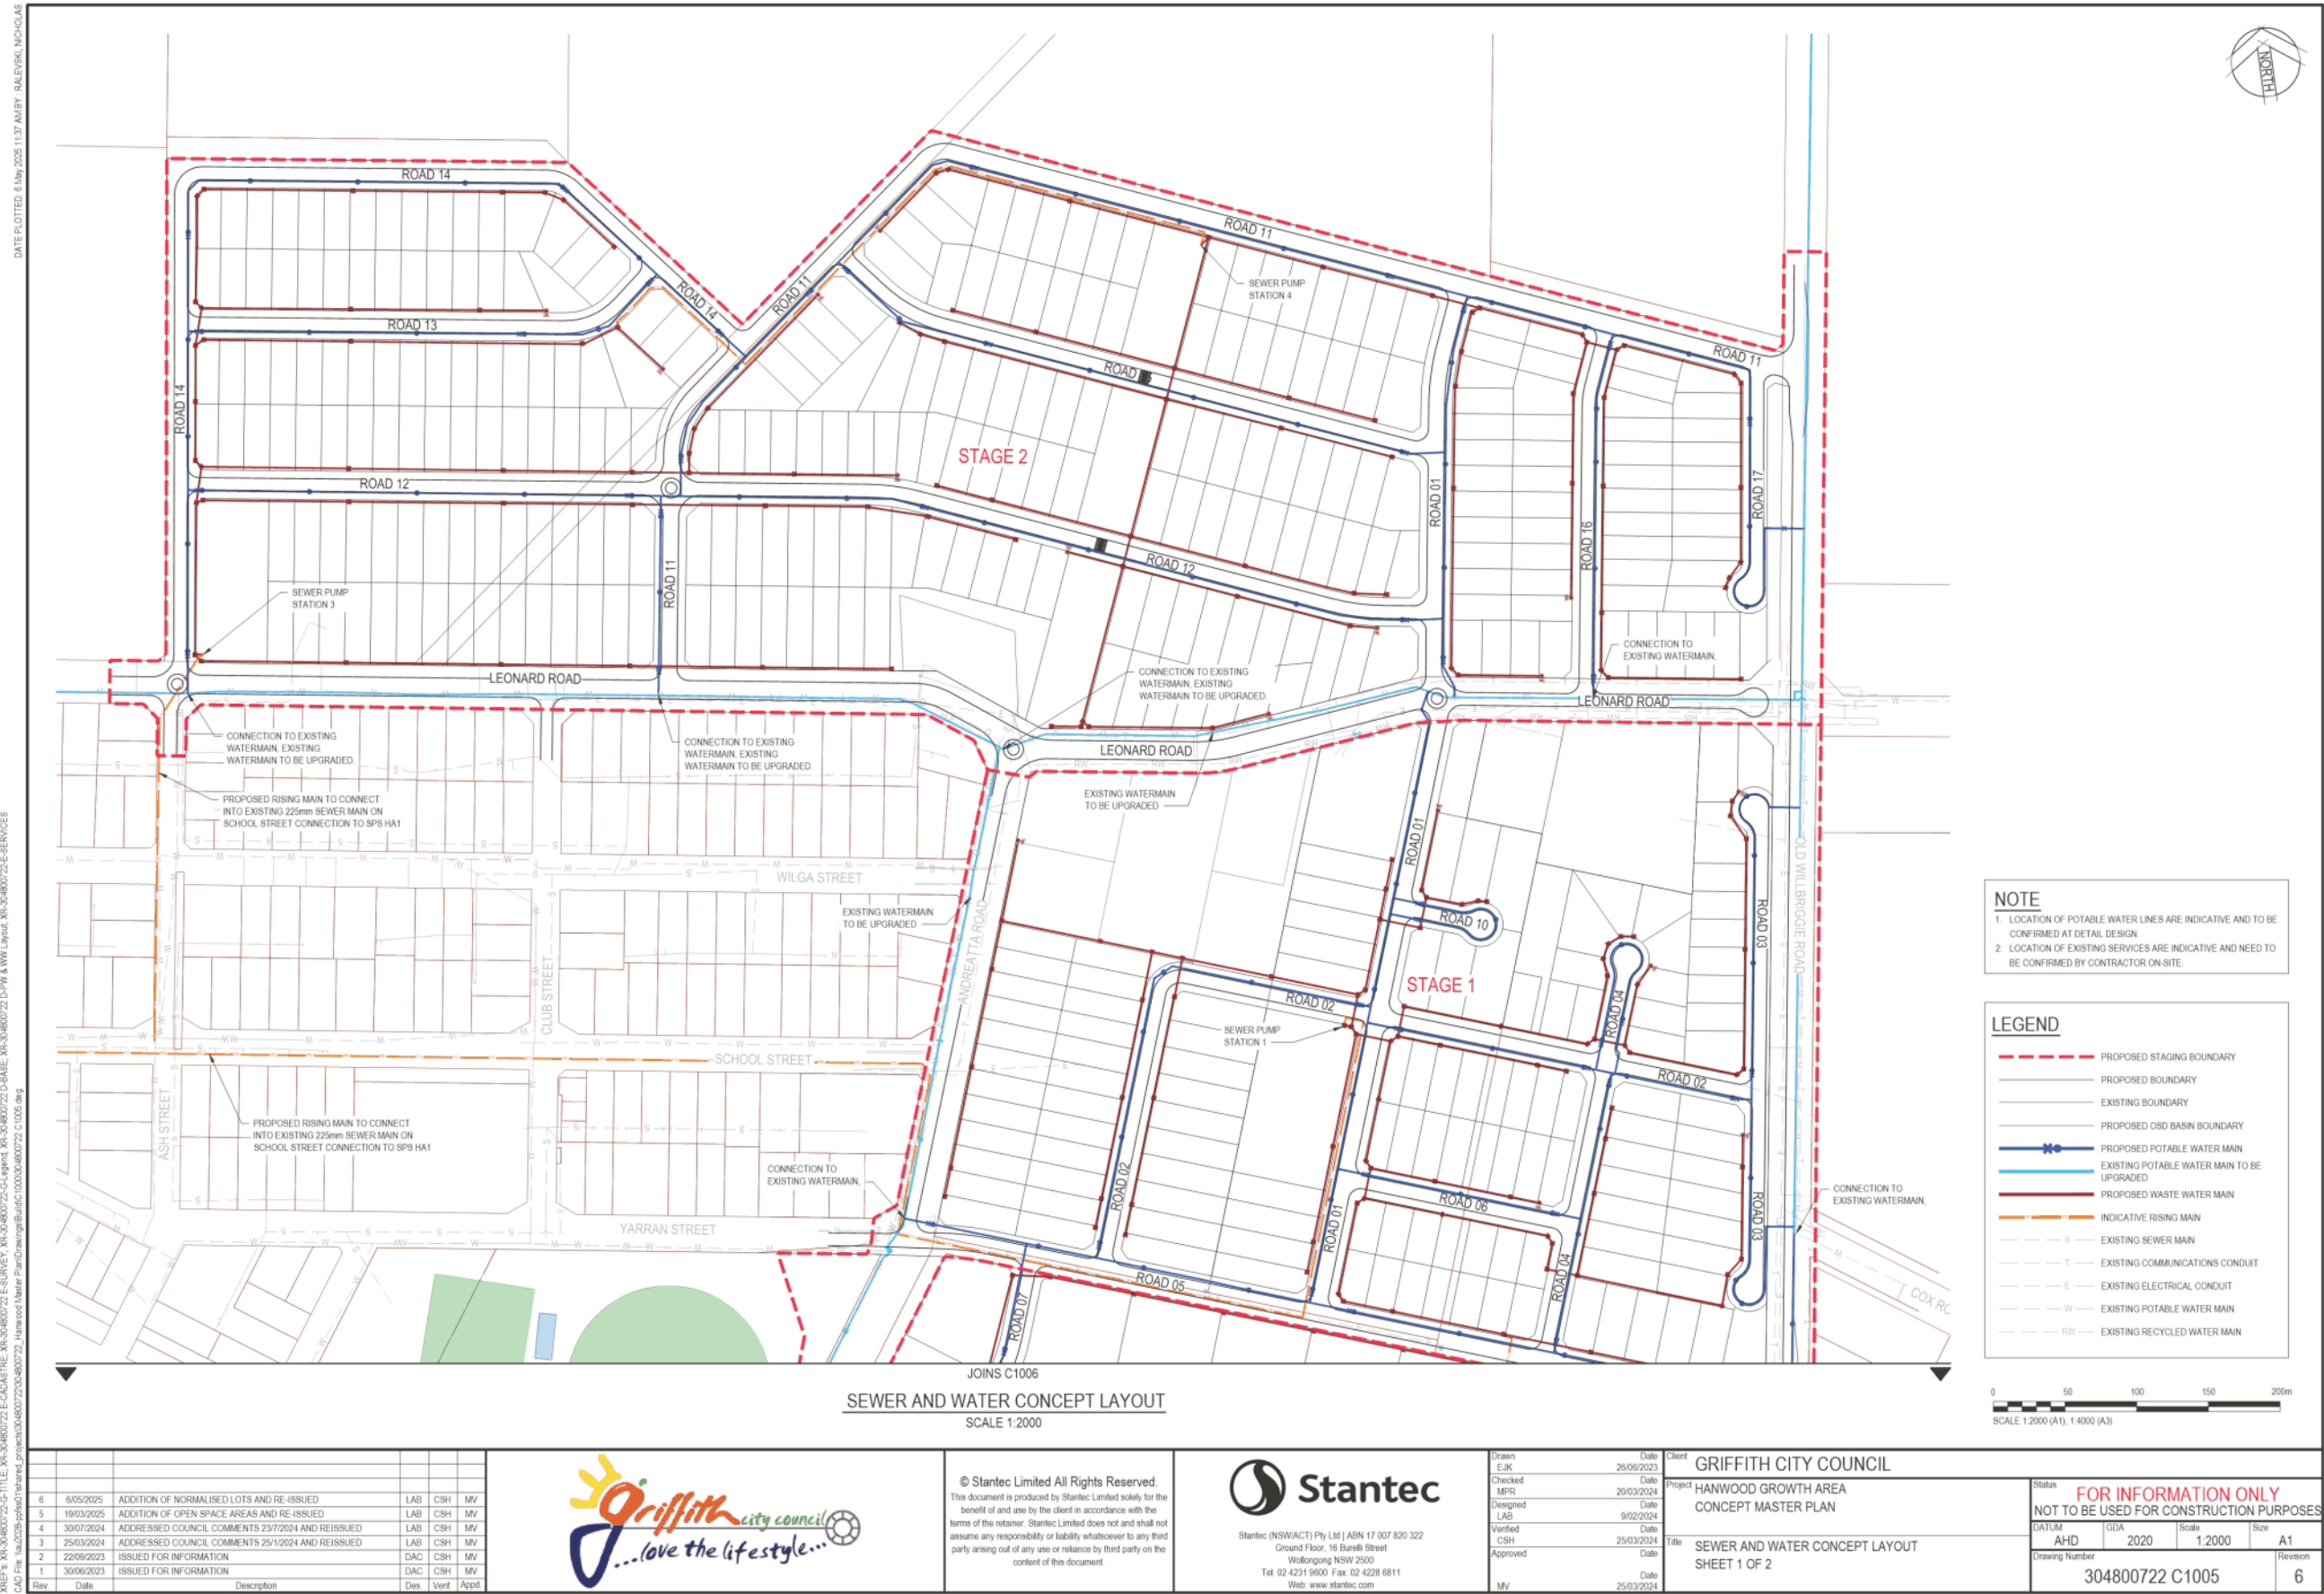 DATE PLOTTED: 6 May 2025 11:37 AM BY : RALEVSKI, NICHOLAS
NORTH
ROAD 14
ROAD 11
SEWER PUMP
STATION 4
ROAD 14
ROAD 11
ROAD 13
ROAD 11
ROAD
ROAD 14
STAGE 2
ROAD 12
ROAD 01
ROAD 17
ROAD 16
ROAD 12
ROAD 11
SEWER PUMP
STATION 3
CONNECTION TO
EXISTING WATERMAIN.
CONNECTION TO EXISTING
WATERMAIN, EXISTING
WATERMAIN TO BE UPGRADED.
LEONARD ROAD
LEONARD ROAD
CONNECTION TO EXISTING
WATERMAIN, EXISTING
WATERMAIN TO BE UPGRADED.
CONNECTION TO EXISTING
WATERMAIN, EXISTING
WATERMAIN TO BE UPGRADED.
LEONARD ROAD
EXISTING WATERMAIN
TO BE UPGRADED
PROPOSED RISING MAIN TO CONNECT
INTO EXISTING 225mm SEWER MAIN ON
SCHOOL STREET CONNECTION TO SPS HA1
ROAD 01
WILGA STREET
OLD WILLBRIGGIE ROAD
EXISTING WATERMAIN
TO BE UPGRADED
ANDREATTA ROAD
ROAD 10
ROAD 03
CLUB STREET
STAGE 1
ROAD 02
ROAD 04
SEWER PUMP
STATION 1
SCHOOL STREET
ROAD 02
ASH STREET
PROPOSED RISING MAIN TO CONNECT
INTO EXISTING 225mm SEWER MAIN ON
SCHOOL STREET CONNECTION TO SPS HA1
CONNECTION TO
EXISTING WATERMAIN.
ROAD 02
ROAD 06
ROAD 01
ROAD 03
CONNECTION TO
EXISTING WATERMAIN.
YARRAN STREET
ROAD 05
ROAD 04
ROAD 07
COX RO
NOTE
1. LOCATION OF POTABLE WATER LINES ARE INDICATIVE AND TO BE
CONFIRMED AT DETAIL DESIGN.
2. LOCATION OF EXISTING SERVICES ARE INDICATIVE AND NEED TO
BE CONFIRMED BY CONTRACTOR ON-SITE.
LEGEND
PROPOSED STAGING BOUNDARY
PROPOSED BOUNDARY
EXISTING BOUNDARY
PROPOSED OSD BASIN BOUNDARY
PROPOSED POTABLE WATER MAIN
EXISTING POTABLE WATER MAIN TO BE
UPGRADED
PROPOSED WASTE WATER MAIN
INDICATIVE RISING MAIN
S EXISTING SEWER MAIN
T EXISTING COMMUNICATIONS CONDUIT
E EXISTING ELECTRICAL CONDUIT
W EXISTING POTABLE WATER MAIN
RW EXISTING RECYCLED WATER MAIN
0 50 100 150 200m
SCALE 1:2000 (A1), 1:4000 (A3)
JOINS C1006
SEWER AND WATER CONCEPT LAYOUT
SCALE 1:2000
6 6/05/2025 ADDITION OF NORMALISED LOTS AND RE-ISSUED LAB CSH MV
5 19/03/2025 ADDITION OF OPEN SPACE AREAS AND RE-ISSUED LAB CSH MV
4 30/07/2024 ADDRESSED COUNCIL COMMENTS 23/7/2024 AND REISSUED LAB CSH MV
3 25/03/2024 ADDRESSED COUNCIL COMMENTS 25/1/2024 AND REISSUED LAB CSH MV
2 22/09/2023 ISSUED FOR INFORMATION DAC CSH MV
1 30/06/2023 ISSUED FOR INFORMATION DAC CSH MV
Rev Date Description Des. Verif. Appd.
Griffith city council
...love the lifestyle...
© Stantec Limited All Rights Reserved.
This document is produced by Stantec Limited solely for the
benefit of and use by the client in accordance with the
terms of the retainer. Stantec Limited does not and shall not
assume any responsibility or liability whatsoever to any third
party arising out of any use or reliance by third party on the
content of this document.
Stantec
Stantec (NSW/ACT) Pty Ltd | ABN 17 007 820 322
Ground Floor, 16 Burelli Street
Wollongong NSW 2500
Tel: 02 4231 9600 Fax: 02 4228 6811
Web: www.stantec.com
Drawn Date
EJK 26/06/2023
Checked Date
MPR 20/03/2024
Designed Date
LAB 9/02/2024
Verified Date
CSH 25/03/2024
Approved Date
Date
MV 25/03/2024
Client GRIFFITH CITY COUNCIL
Project HANWOOD GROWTH AREA
CONCEPT MASTER PLAN
Title SEWER AND WATER CONCEPT LAYOUT
SHEET 1 OF 2
Status
FOR INFORMATION ONLY
NOT TO BE USED FOR CONSTRUCTION PURPOSES
DATUM GDA Scale Size
AHD 2020 1:2000 A1
Drawing Number Revision
304800722 C1005 6